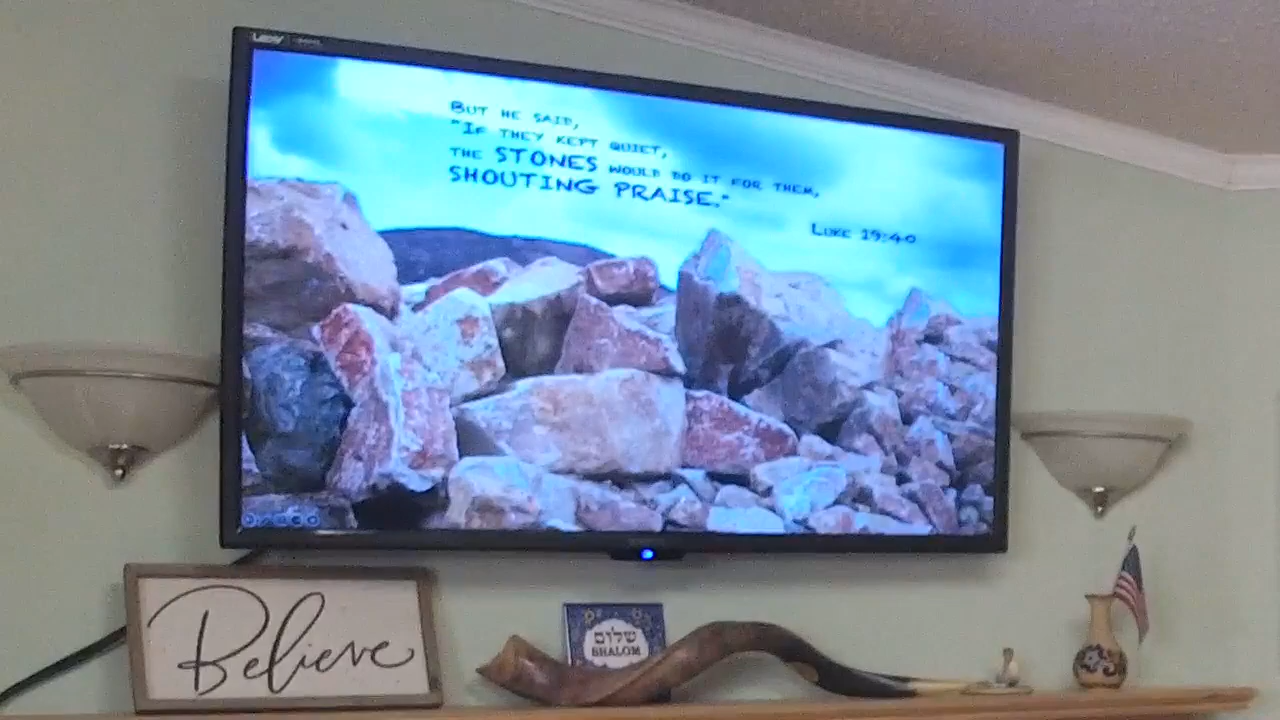 BUT HE SAID,
"IF THEY KEPT QUIET,
THE STONES WOULD DO IT FOR THEM,
SHOUTING PRAISE."
LUKE 19:40
Believe
שלום
SHALOM